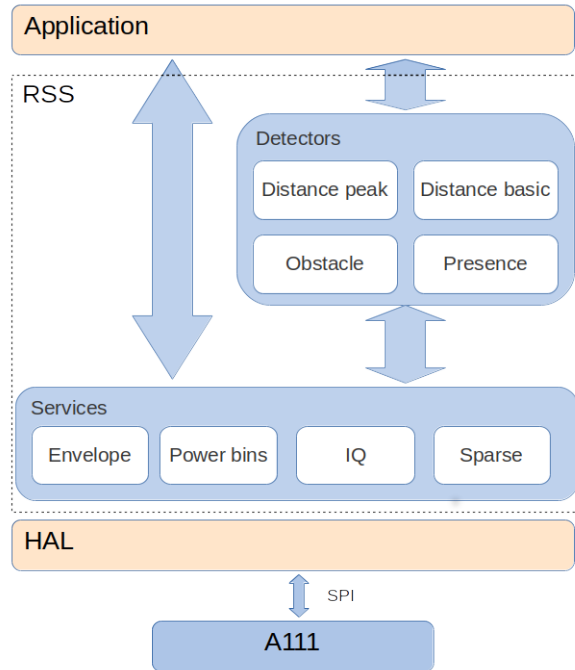 Application
RSS
Detectors
Distance peak
Distance basic
Obstacle
Presence
Services
Envelope
Power bins
IQ
Sparse
HAL
SPI
A111